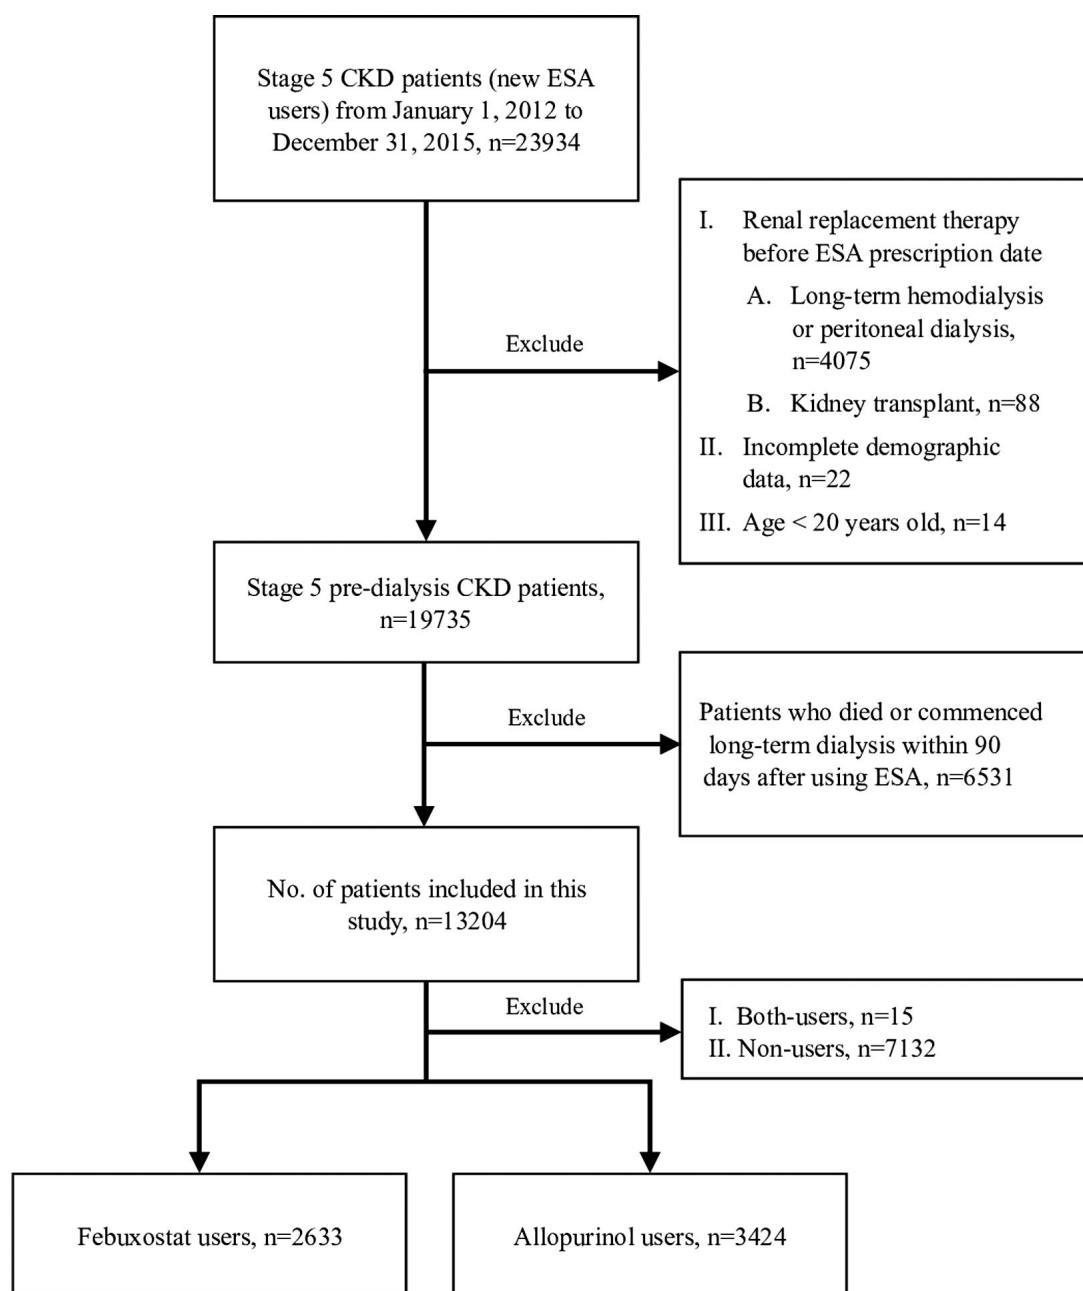 Stage 5 CKD patients (new ESA
users) from January 1, 2012 to
December 31, 2015, n=23934
Exclude
I. Renal replacement therapy
before ESA prescription date
A. Long-term hemodialysis
or peritoneal dialysis,
n=4075
B. Kidney transplant, n=88
II. Incomplete demographic
data, n=22
III. Age < 20 years old, n=14
Stage 5 pre-dialysis CKD patients,
n=19735
Exclude
Patients who died or commenced
long-term dialysis within 90
days after using ESA, n=6531
No. of patients included in this
study, n=13204
Exclude
I. Both-users, n=15
II. Non-users, n=7132
Febuxostat users, n=2633
Allopurinol users, n=3424